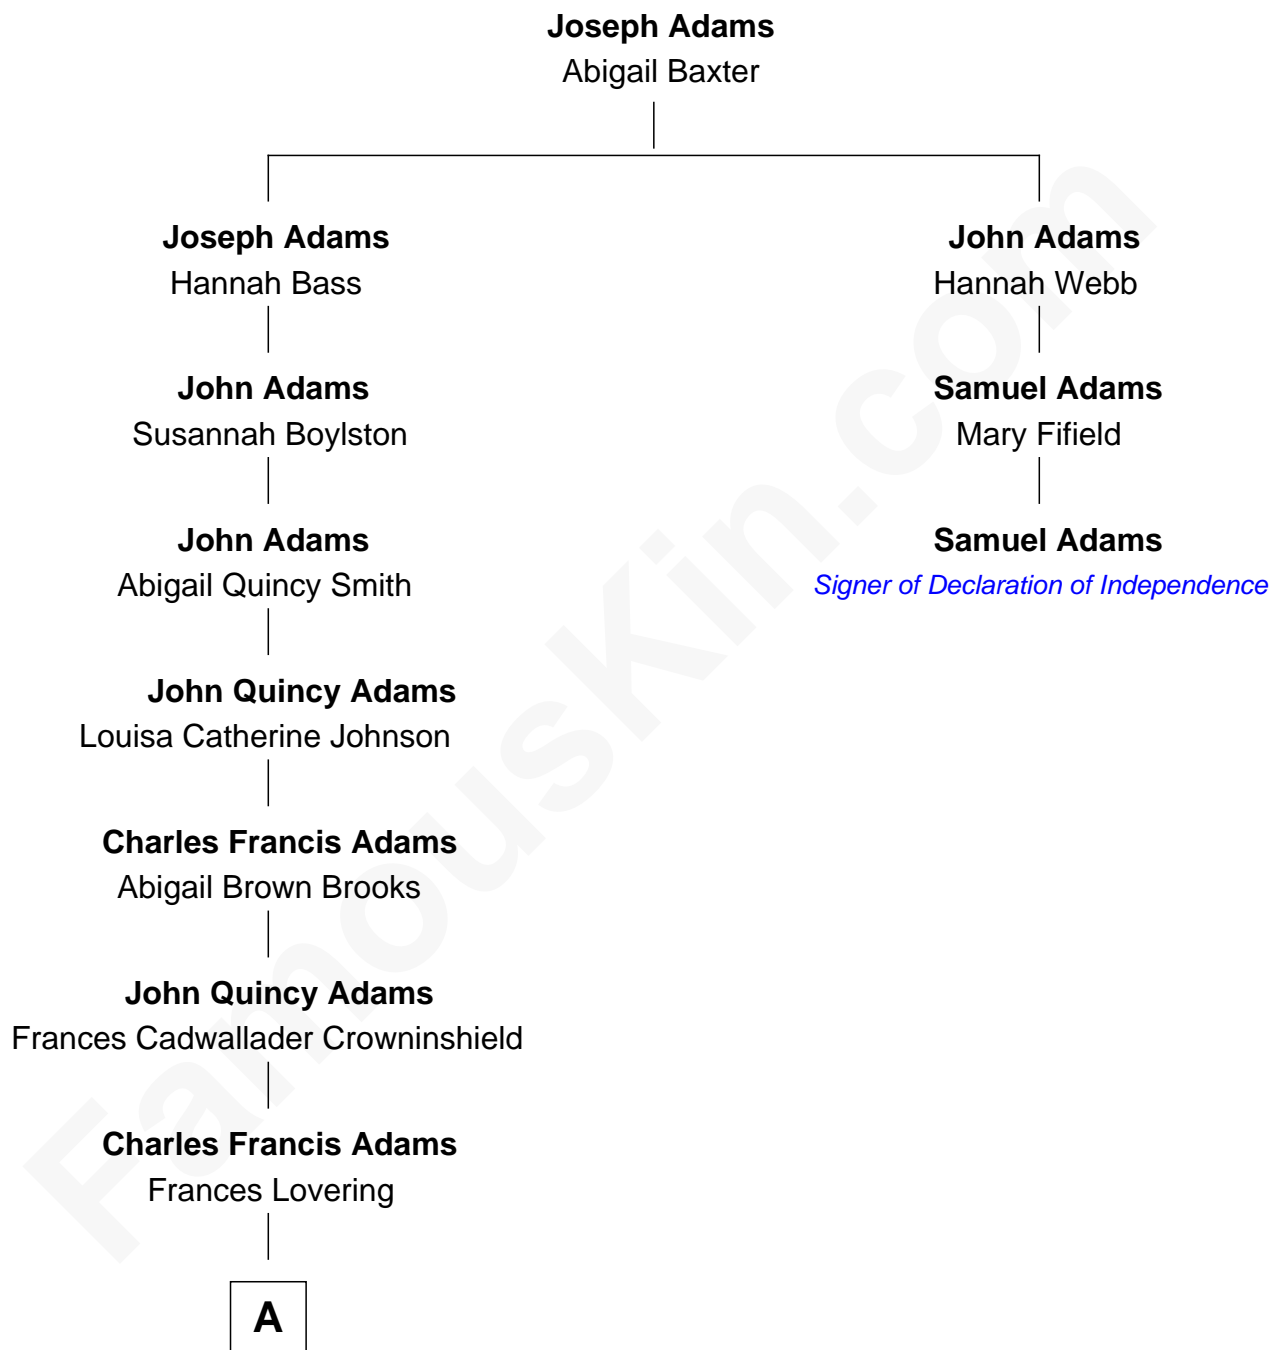 Joseph Adams
Abigail Baxter
Joseph Adams
Hannah Bass
John Adams
Hannah Webb
John Adams
Susannah Boylston
Samuel Adams
Mary Fifield
John Adams
Abigail Quincy Smith
Samuel Adams
Signer of Declaration of Independence
John Quincy Adams
Louisa Catherine Johnson
Charles Francis Adams
Abigail Brown Brooks
John Quincy Adams
Frances Cadwallader Crowninshield
Charles Francis Adams
Frances Lovering
A
FamousKin.com